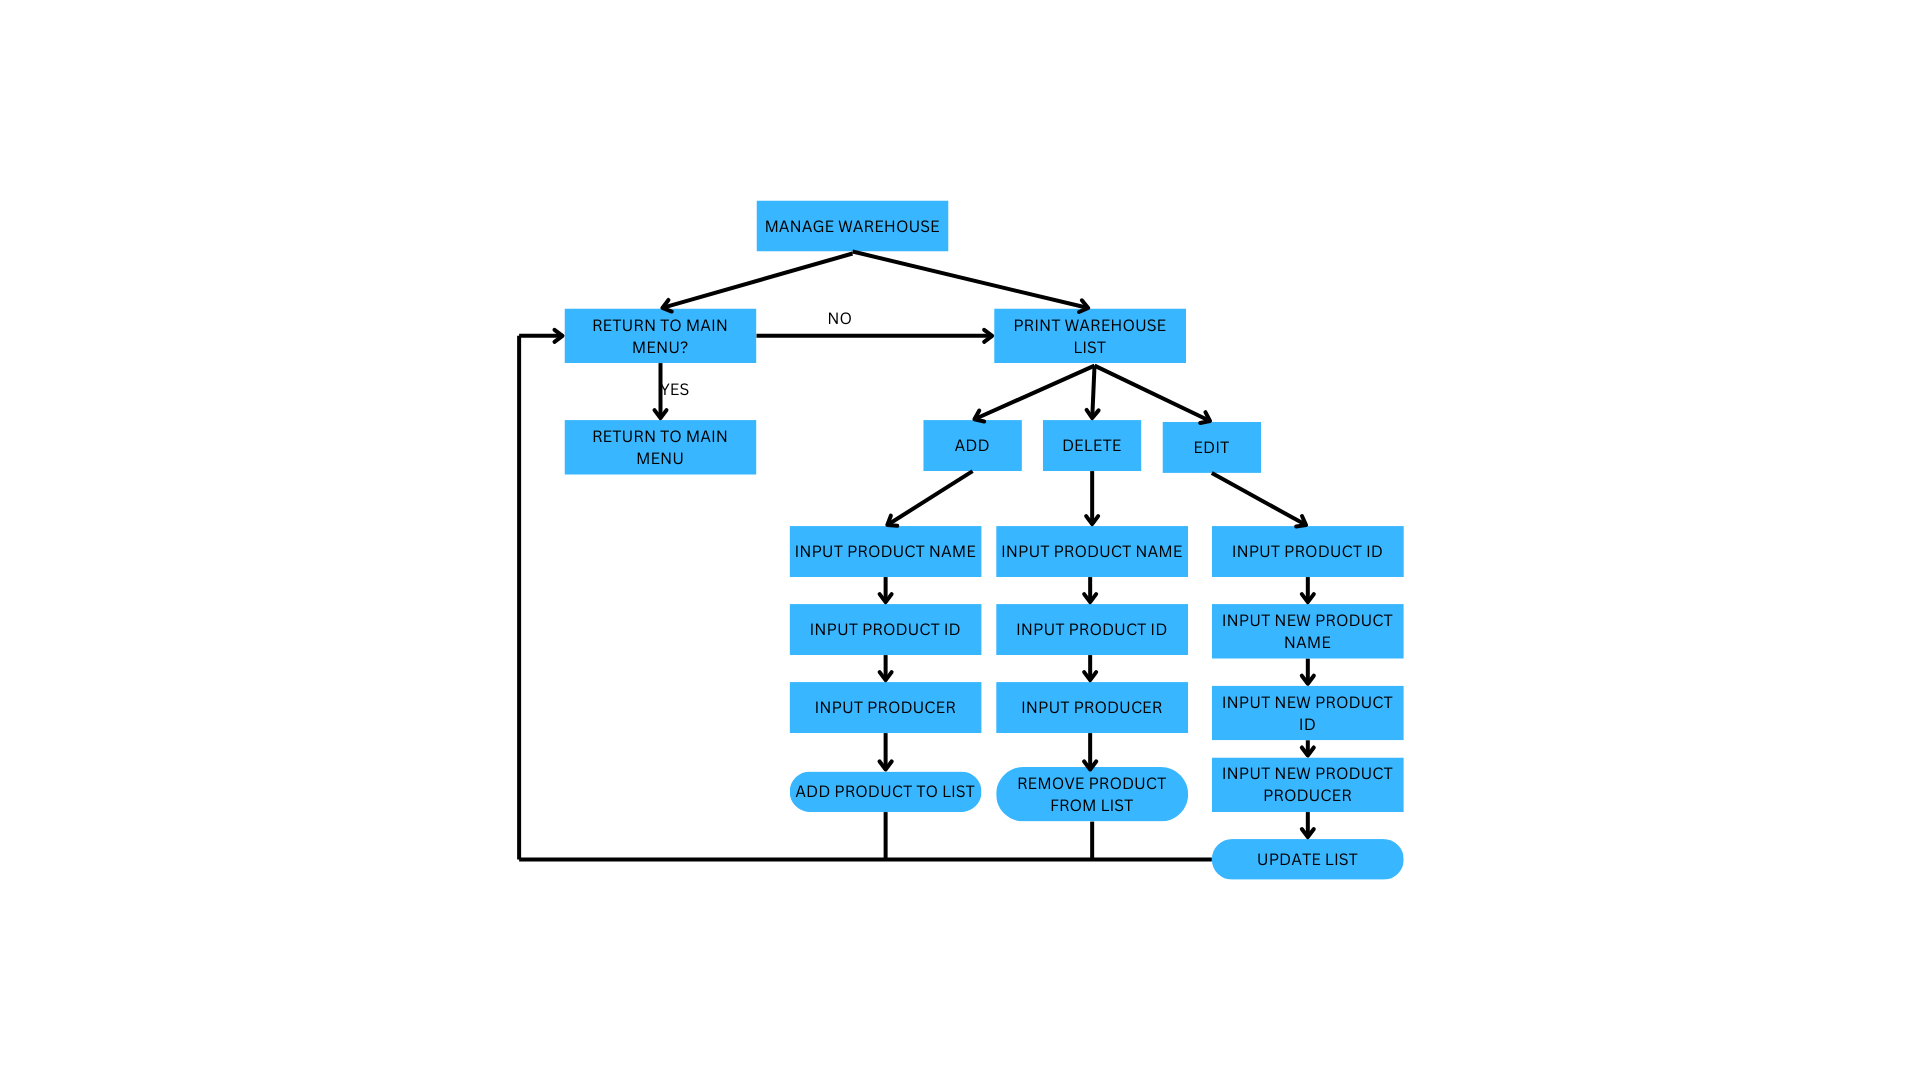 MANAGE WAREHOUSE
RETURN TO MAIN
MENU?
NO
PRINT WAREHOUSE
LIST
YES
RETURN TO MAIN
MENU
ADD
DELETE
EDIT
INPUT PRODUCT NAME
INPUT PRODUCT NAME
INPUT PRODUCT ID
INPUT PRODUCT ID
INPUT PRODUCT ID
INPUT NEW PRODUCT
NAME
INPUT PRODUCER
INPUT PRODUCER
INPUT NEW PRODUCT
ID
ADD PRODUCT TO LIST
REMOVE PRODUCT
FROM LIST
INPUT NEW PRODUCT
PRODUCER
UPDATE LIST